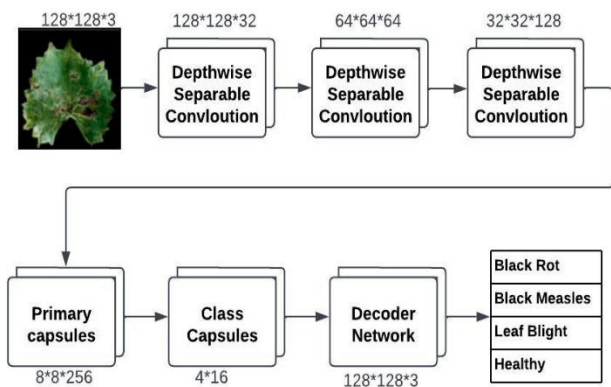 128*128*3
128*128*32
64*64*64
32*32*128
Depthwise
Separable
Convloution
Depthwise
Separable
Convloution
Depthwise
Separable
Convloution
Primary
capsules
Class
Capsules
Decoder
Network
Black Rot
Black Measles
Leaf Blight
Healthy
8*8*256
4*16
128*128*3